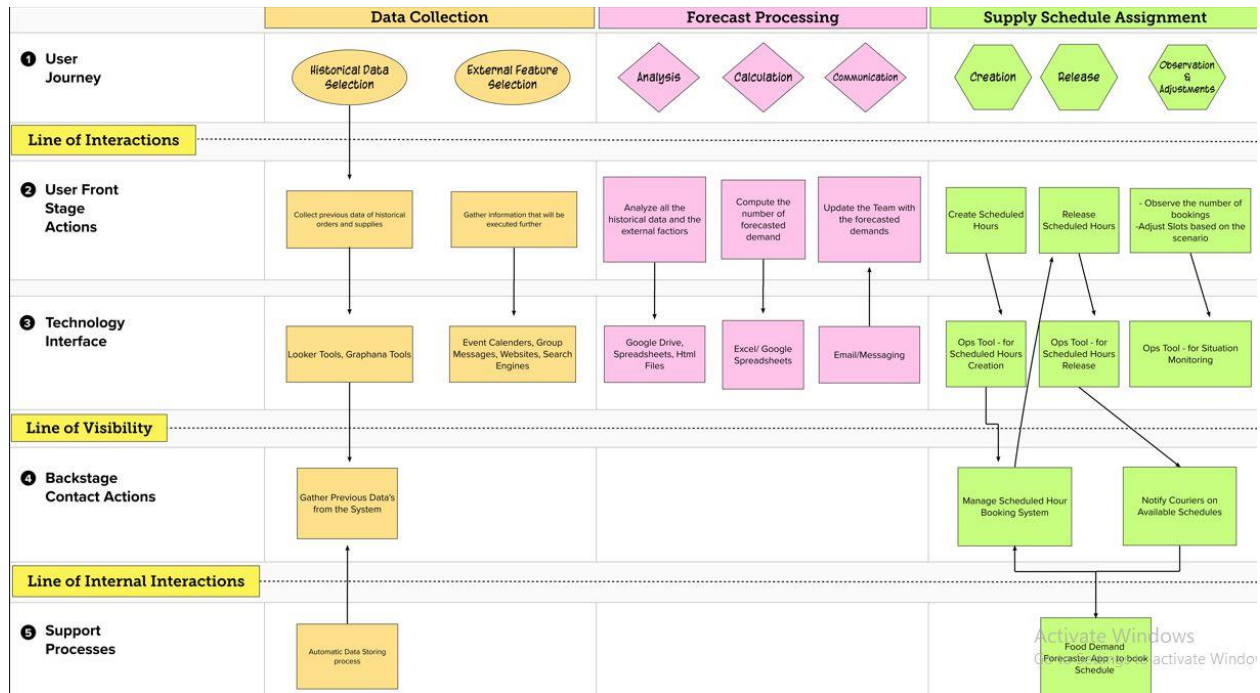 Data Collection
Forecast Processing
Supply Schedule Assignment
1 User
Journey
Historical Data
Selection
External Feature
Selection
Analysis
Calculation
Communication
Creation
Release
Observation
&
Adjustments
Line of Interactions
2 User Front
Stage
Actions
Collect previous data of historical
orders and supplies
Gather information that will be
executed further
Analyze all the
historical data and the
external factiors
Compute the
number of
forecasted
demand
Update the Team with
the forecasted
demands
Create Scheduled
Hours
Release
Scheduled Hours
- Observe the number of
bookings
-Adjust Slots based on the
scenario
3 Technology
Interface
Looker Tools, Graphana Tools
Event Calenders, Group
Messages, Websites, Search
Engines
Google Drive,
Spreadsheets, Html
Files
Excel/ Google
Spreadsheets
Email/Messaging
Ops Tool - for
Scheduled Hours
Creation
Ops Tool - for
Scheduled Hours
Release
Ops Tool - for Situation
Monitoring
Line of Visibility
4 Backstage
Contact Actions
Gather Previous Data's
from the System
Manage Scheduled Hour
Booking System
Notify Couriers on
Available Schedules
Line of Internal Interactions
5 Support
Processes
Automatic Data Storing
process
Food Demand
Forecaster App - to book
Schedule
Activate Windows
Go to Settings to activate Windo